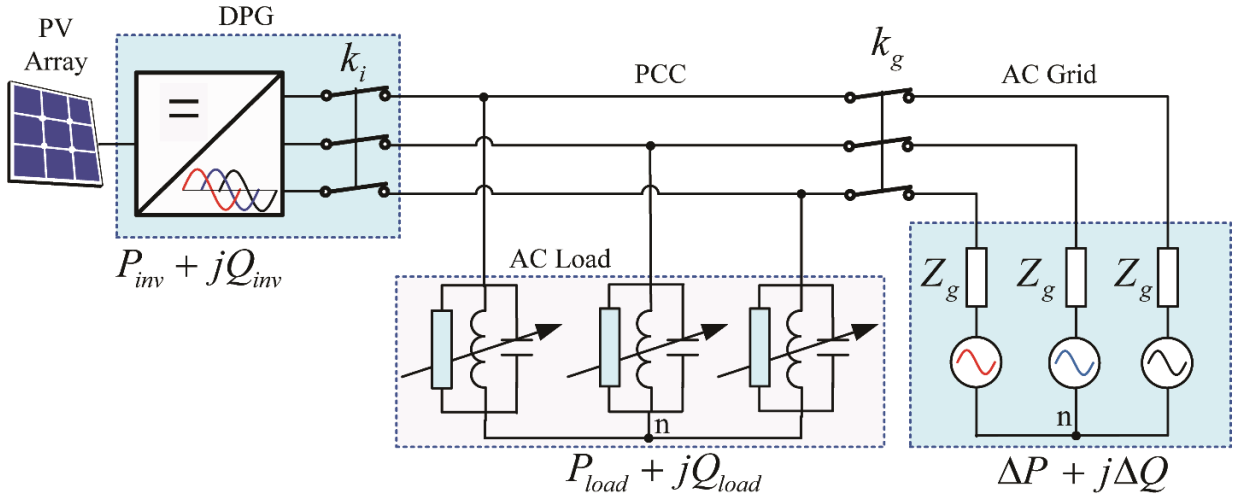 DPG
PV
Array
k_i
PCC
k_g
AC Grid
=
P_inv + jQ_inv
AC Load
Z_g Z_g Z_g
n
n
P_load + jQ_load
ΔP + jΔQ